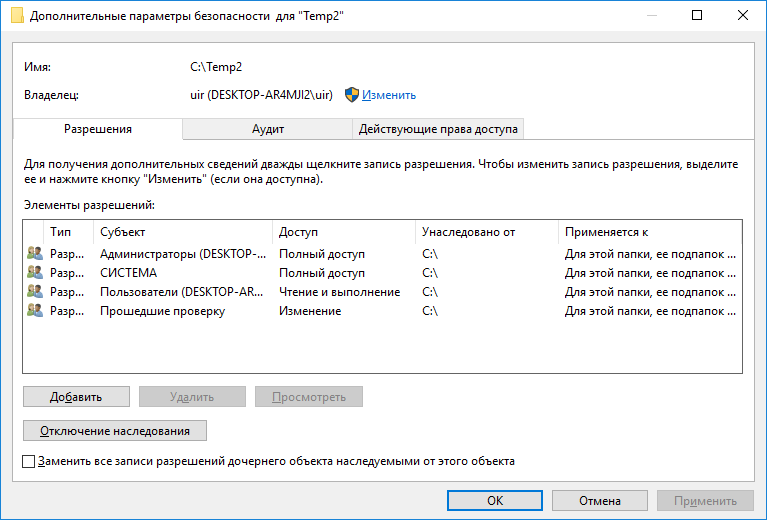 Дополнительные параметры безопасности для "Temp2"
Имя: C:\Temp2
Владелец: uir (DESKTOP-AR4MJI2\uir) Изменить
Разрешения Аудит Действующие права доступа
Для получения дополнительных сведений дважды щелкните запись разрешения. Чтобы изменить запись разрешения, выделите
ее и нажмите кнопку "Изменить" (если она доступна).
Элементы разрешений:
Тип Субъект Доступ Унаследовано от Применяется к
Разр... Администраторы (DESKTOP-... Полный доступ C:\ Для этой папки, ее подпапок ...
Разр... СИСТЕМА Полный доступ C:\ Для этой папки, ее подпапок ...
Разр... Пользователи (DESKTOP-AR... Чтение и выполнение C:\ Для этой папки, ее подпапок ...
Разр... Прошедшие проверку Изменение C:\ Для этой папки, ее подпапок ...
Добавить Удалить Просмотреть
Отключение наследования
Заменить все записи разрешений дочернего объекта наследуемыми от этого объекта
ОК Отмена Применить